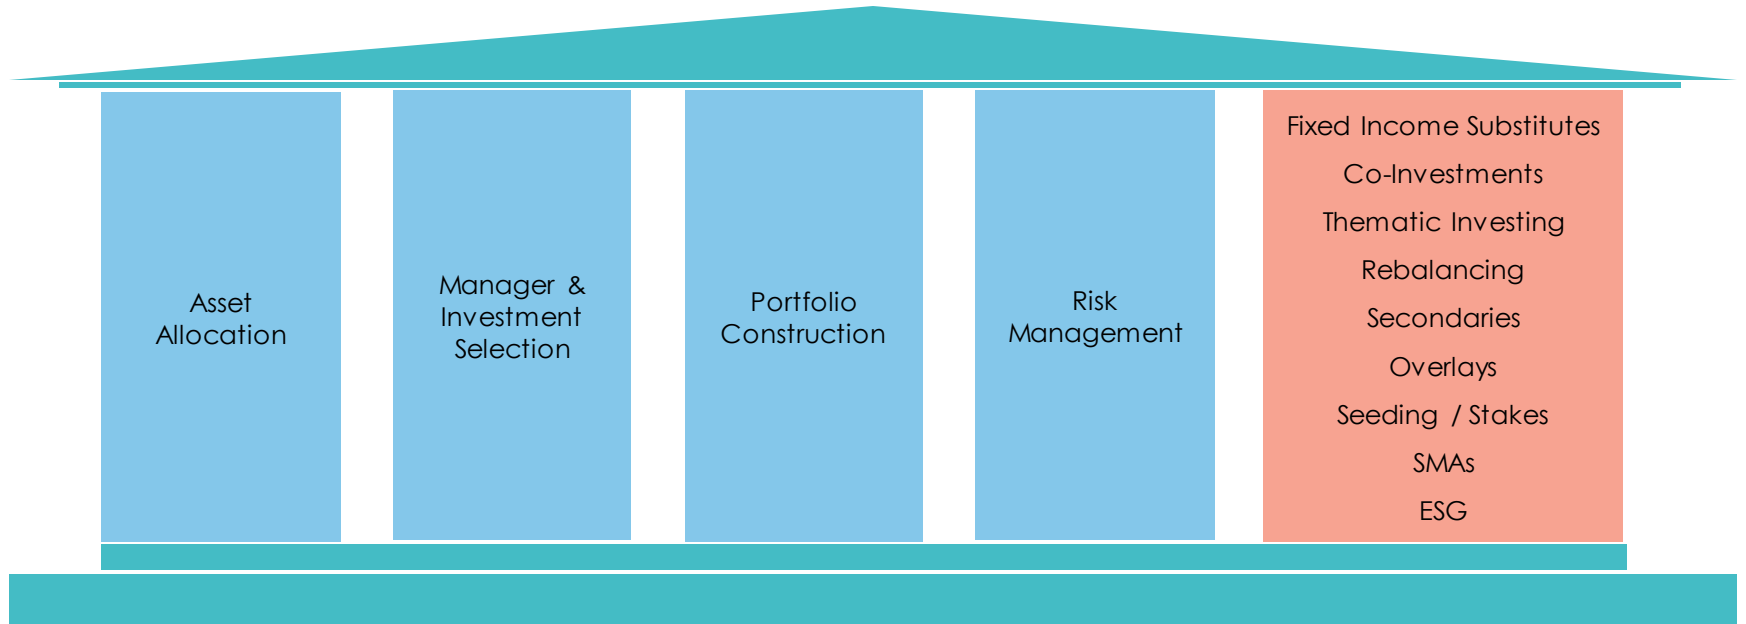 Asset
Allocation
Manager &
Investment
Selection
Portfolio
Construction
Risk
Management
Fixed Income Substitutes
Co-Investments
Thematic Investing
Rebalancing
Secondaries
Overlays
Seeding / Stakes
SMAs
ESG